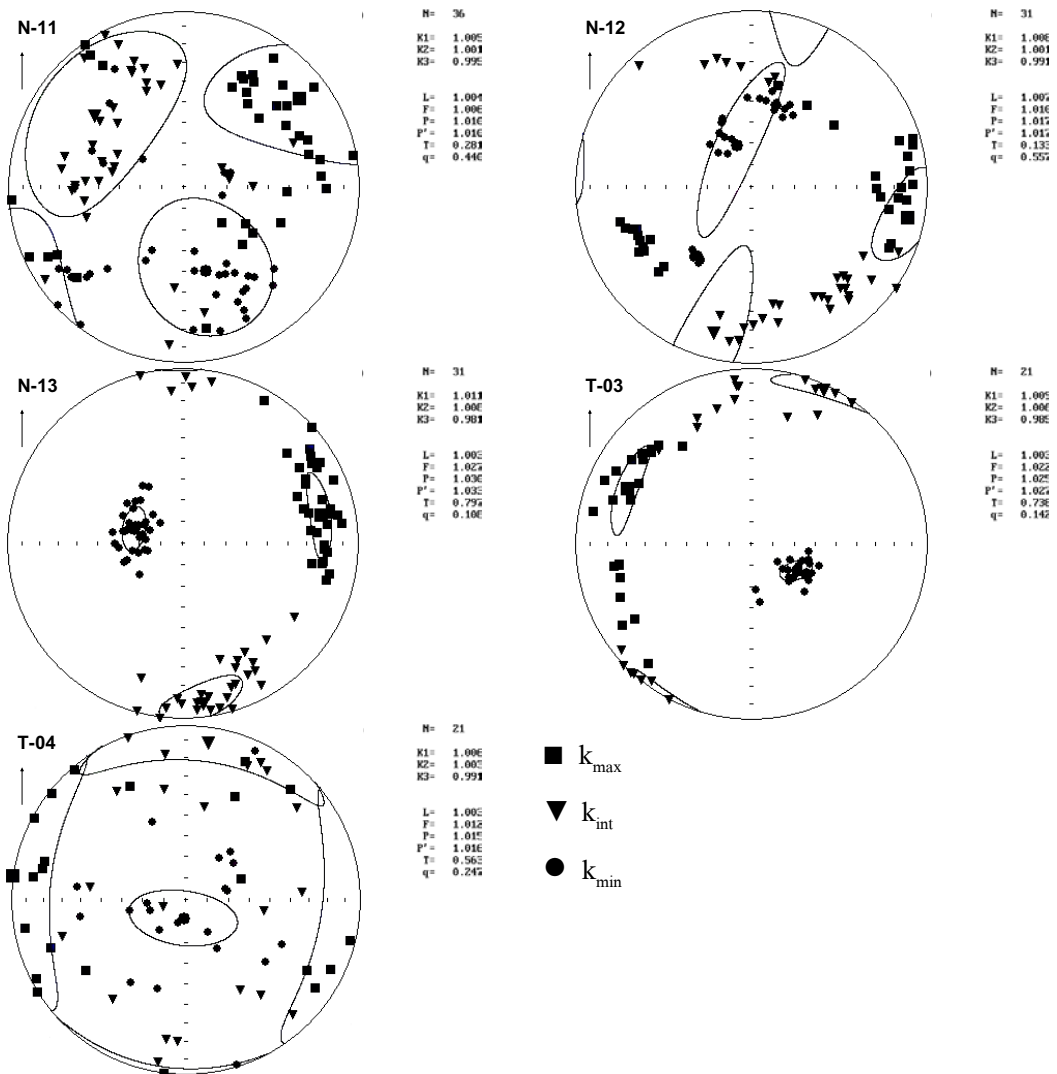 N-11
N= 36
K1= 1.005
K2= 1.001
K3= 0.995
L= 1.004
F= 1.006
P= 1.010
P'= 1.010
T= 0.281
q= 0.440
N-12
N= 31
K1= 1.008
K2= 1.001
K3= 0.991
L= 1.007
F= 1.010
P= 1.017
P'= 1.017
T= 0.133
q= 0.557
N-13
N= 31
K1= 1.011
K2= 1.008
K3= 0.981
L= 1.003
F= 1.027
P= 1.030
P'= 1.033
T= 0.797
q= 0.108
T-03
N= 21
K1= 1.009
K2= 1.006
K3= 0.985
L= 1.003
F= 1.022
P= 1.025
P'= 1.027
T= 0.736
q= 0.142
T-04
N= 21
K1= 1.006
K2= 1.003
K3= 0.991
L= 1.003
F= 1.012
P= 1.015
P'= 1.016
T= 0.563
q= 0.247
kmax
kint
kmin